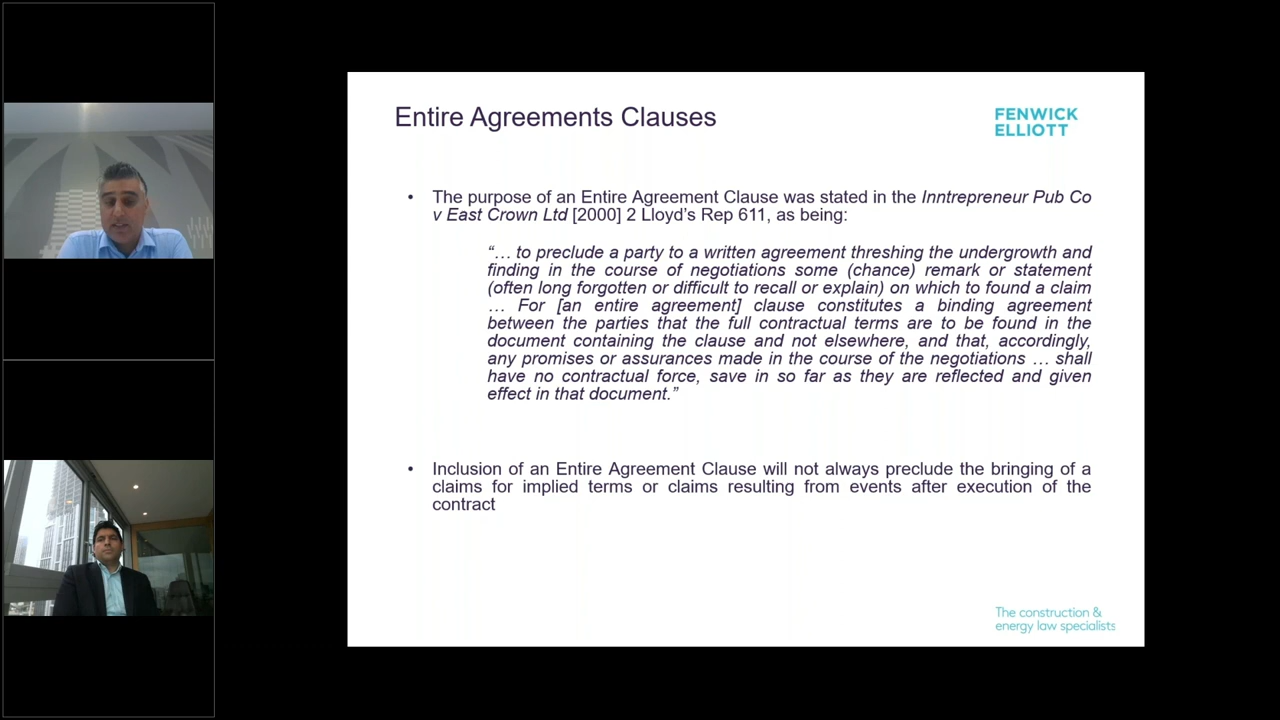 Entire Agreements Clauses
FENWICK
ELLIOTT
• The purpose of an Entire Agreement Clause was stated in the Inntrepreneur Pub Co
v East Crown Ltd [2000] 2 Lloyd’s Rep 611, as being:
“… to preclude a party to a written agreement threshing the undergrowth and
finding in the course of negotiations some (chance) remark or statement
(often long forgotten or difficult to recall or explain) on which to found a claim
… For [an entire agreement] clause constitutes a binding agreement
between the parties that the full contractual terms are to be found in the
document containing the clause and not elsewhere, and that, accordingly,
any promises or assurances made in the course of the negotiations … shall
have no contractual force, save in so far as they are reflected and given
effect in that document.”
• Inclusion of an Entire Agreement Clause will not always preclude the bringing of a
claims for implied terms or claims resulting from events after execution of the
contract
The construction &
energy law specialists